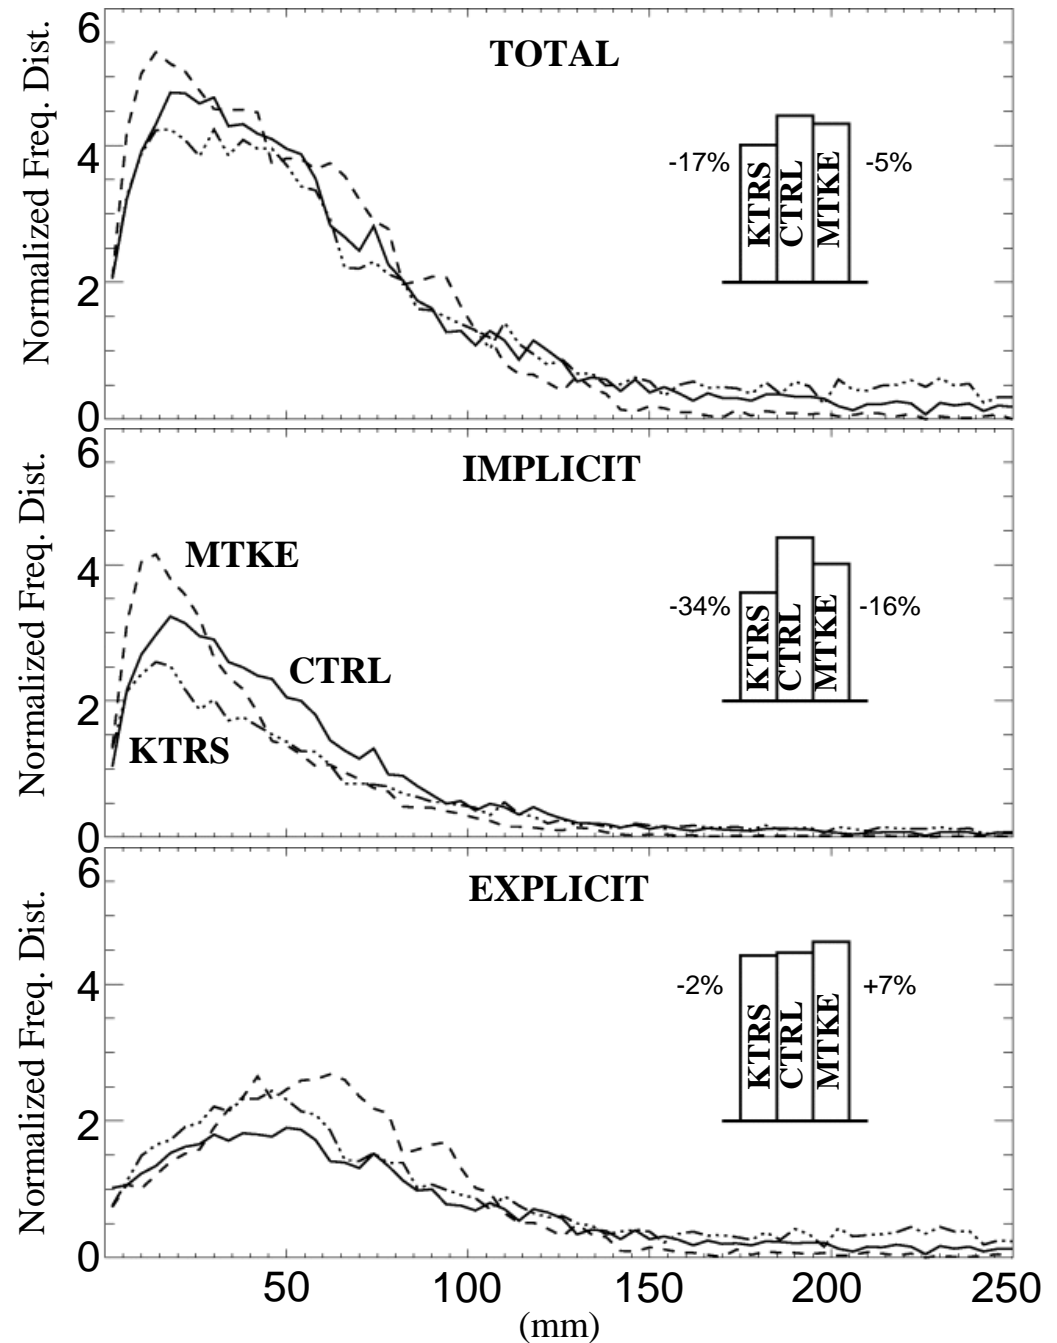 Normalized Freq. Dist.
6
4
2
0
TOTAL
-17%
KTRS
CTRL
MTKE
-5%
Normalized Freq. Dist.
6
4
2
0
IMPLICIT
MTKE
CTRL
KTRS
-34%
KTRS
CTRL
MTKE
-16%
Normalized Freq. Dist.
6
4
2
0
EXPLICIT
-2%
KTRS
CTRL
MTKE
+7%
50 100 150 200 250
(mm)